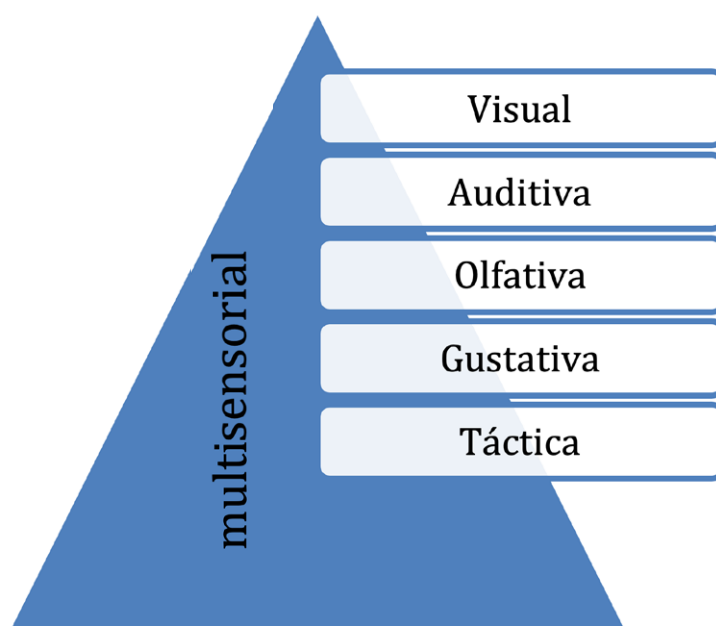 Visual
Auditiva
Olfativa
Gustativa
Táctica
multisensorial